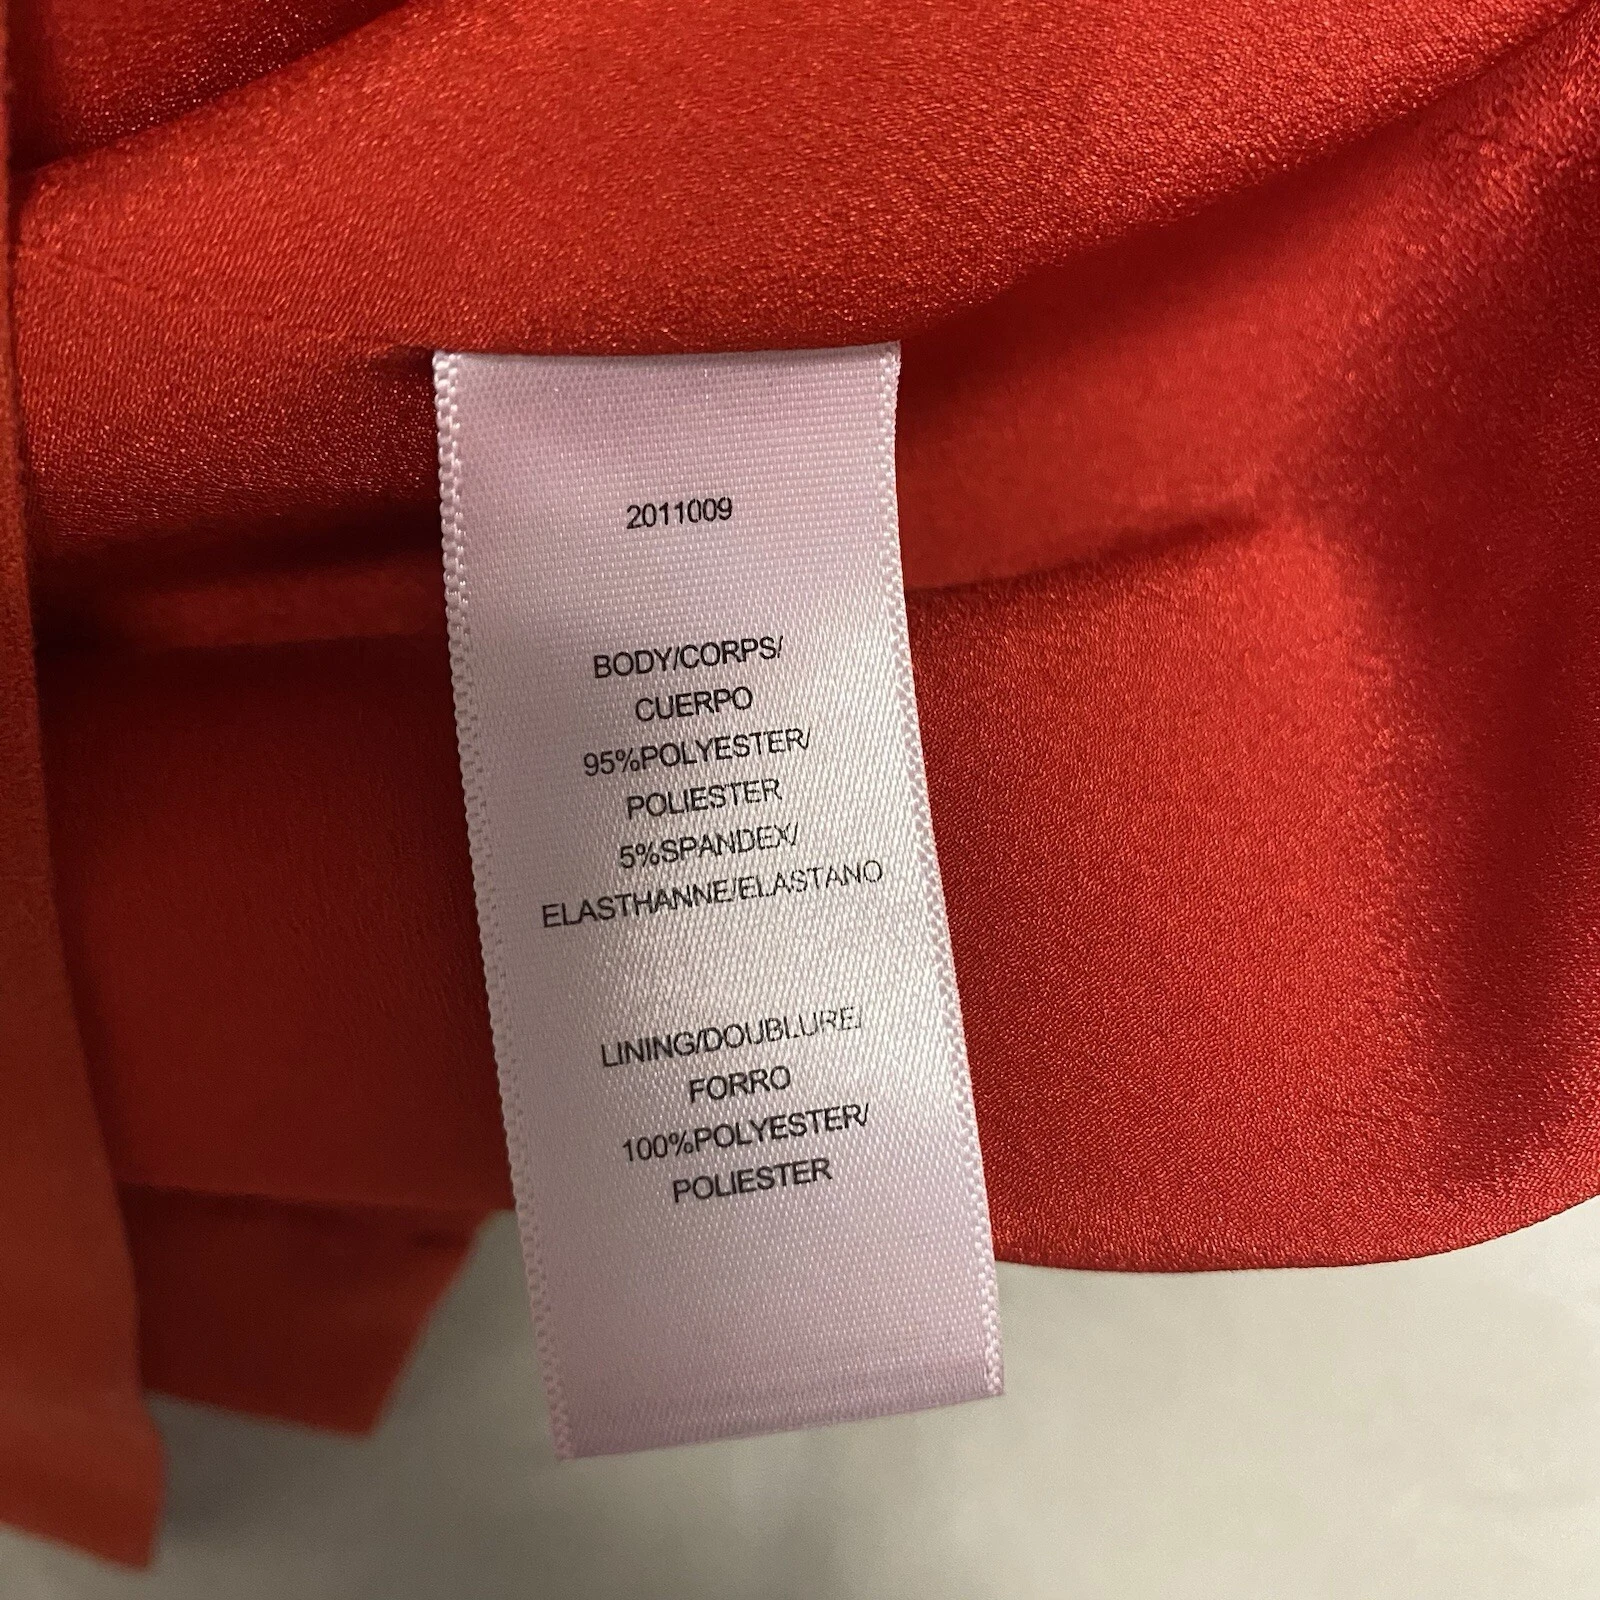 2011009
BODY/CORPS/
CUERPO
95%POLYESTER/
POLIESTER
5%SPANDEX/
ELASTHANNE/ELASTANO
LINING/DOUBLURE/
FORRO
100%POLYESTER/
POLIESTER